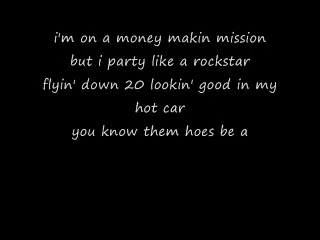 i'm on a money makin mission
but i party like a rockstar
flyin' down 20 lookin' good in my
hot car
you know them hoes be a